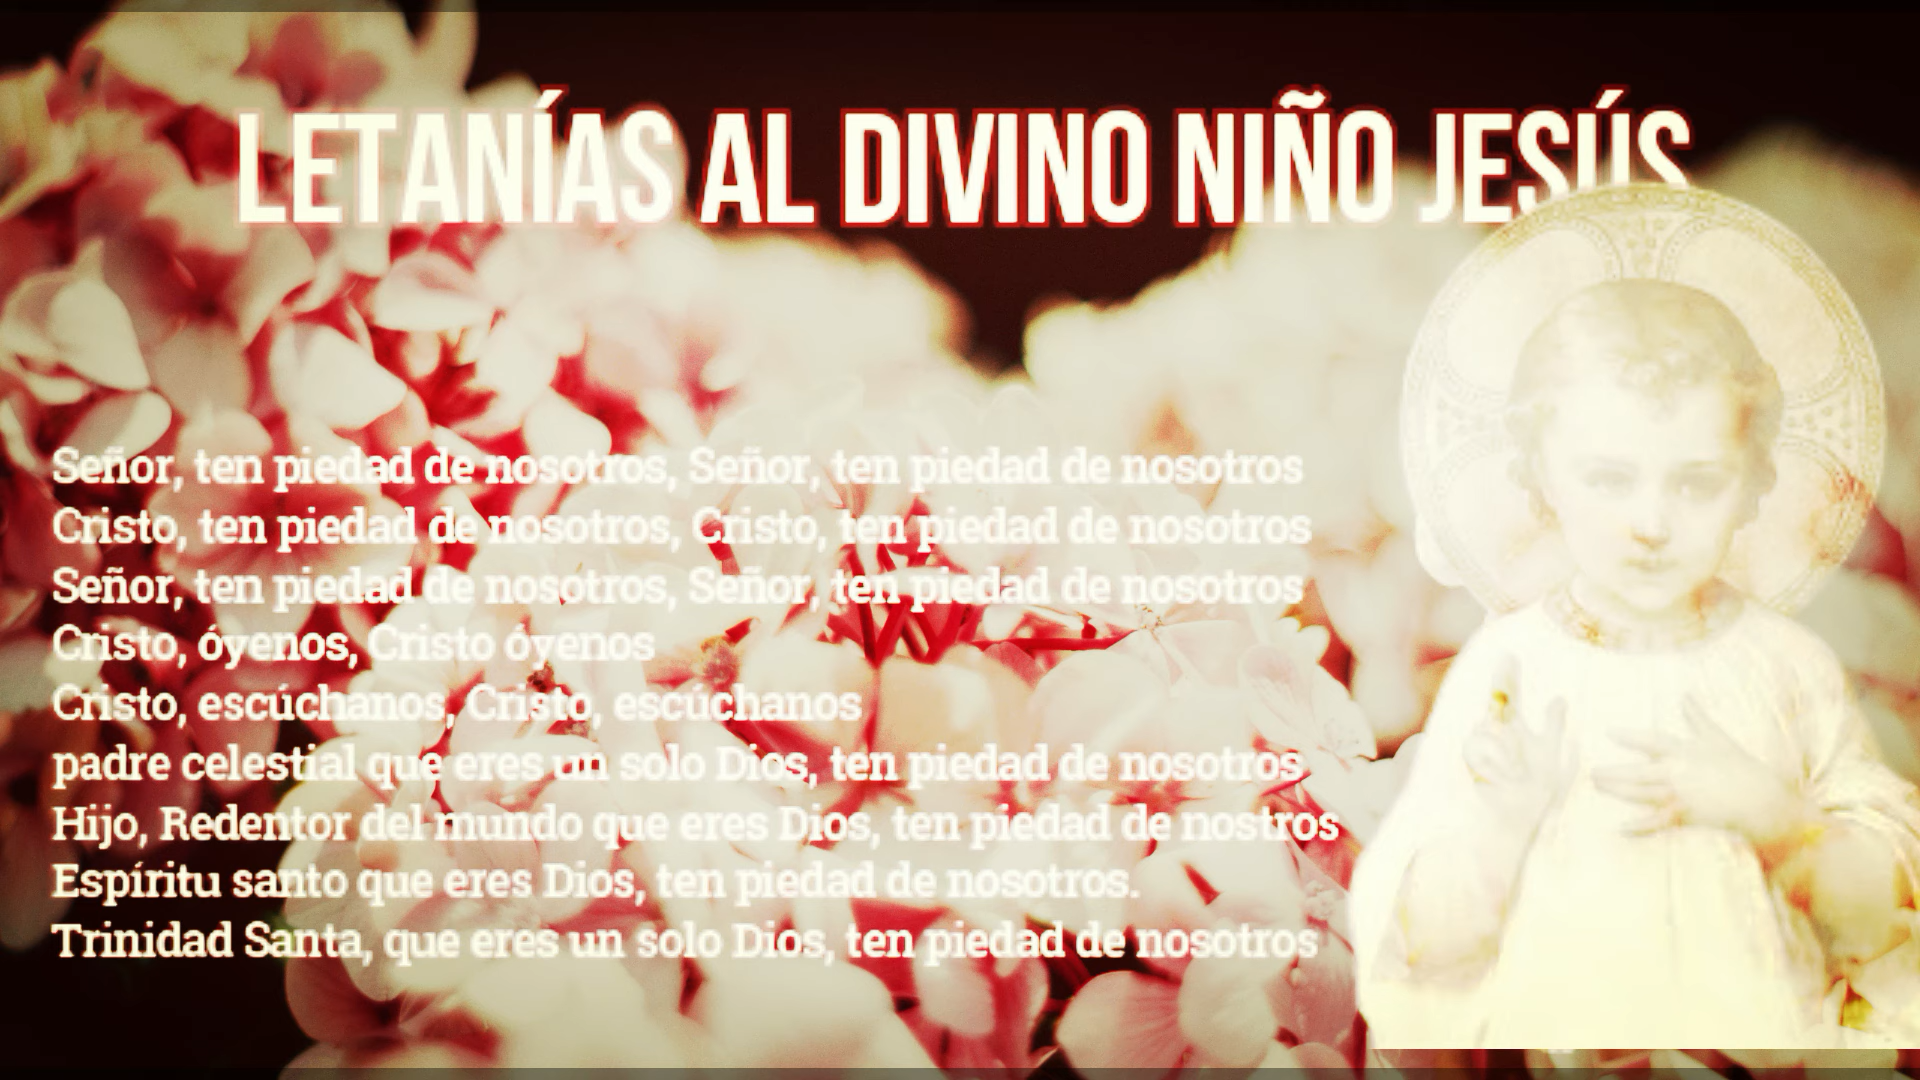 LETANÍAS AL DIVINO NIÑO JESÚS
Señor, ten piedad de nosotros, Señor, ten piedad de nosotros
Cristo, ten piedad de nosotros, Cristo, ten piedad de nosotros
Señor, ten piedad de nosotros, Señor, ten piedad de nosotros
Cristo, óyenos, Cristo óyenos
Cristo, escúchanos, Cristo, escúchanos
padre celestial que eres un solo Dios, ten piedad de nosotros,
Hijo, Redentor del mundo que eres Dios, ten piedad de nostros
Espíritu santo que eres Dios, ten piedad de nosotros.
Trinidad Santa, que eres un solo Dios, ten piedad de nosotros